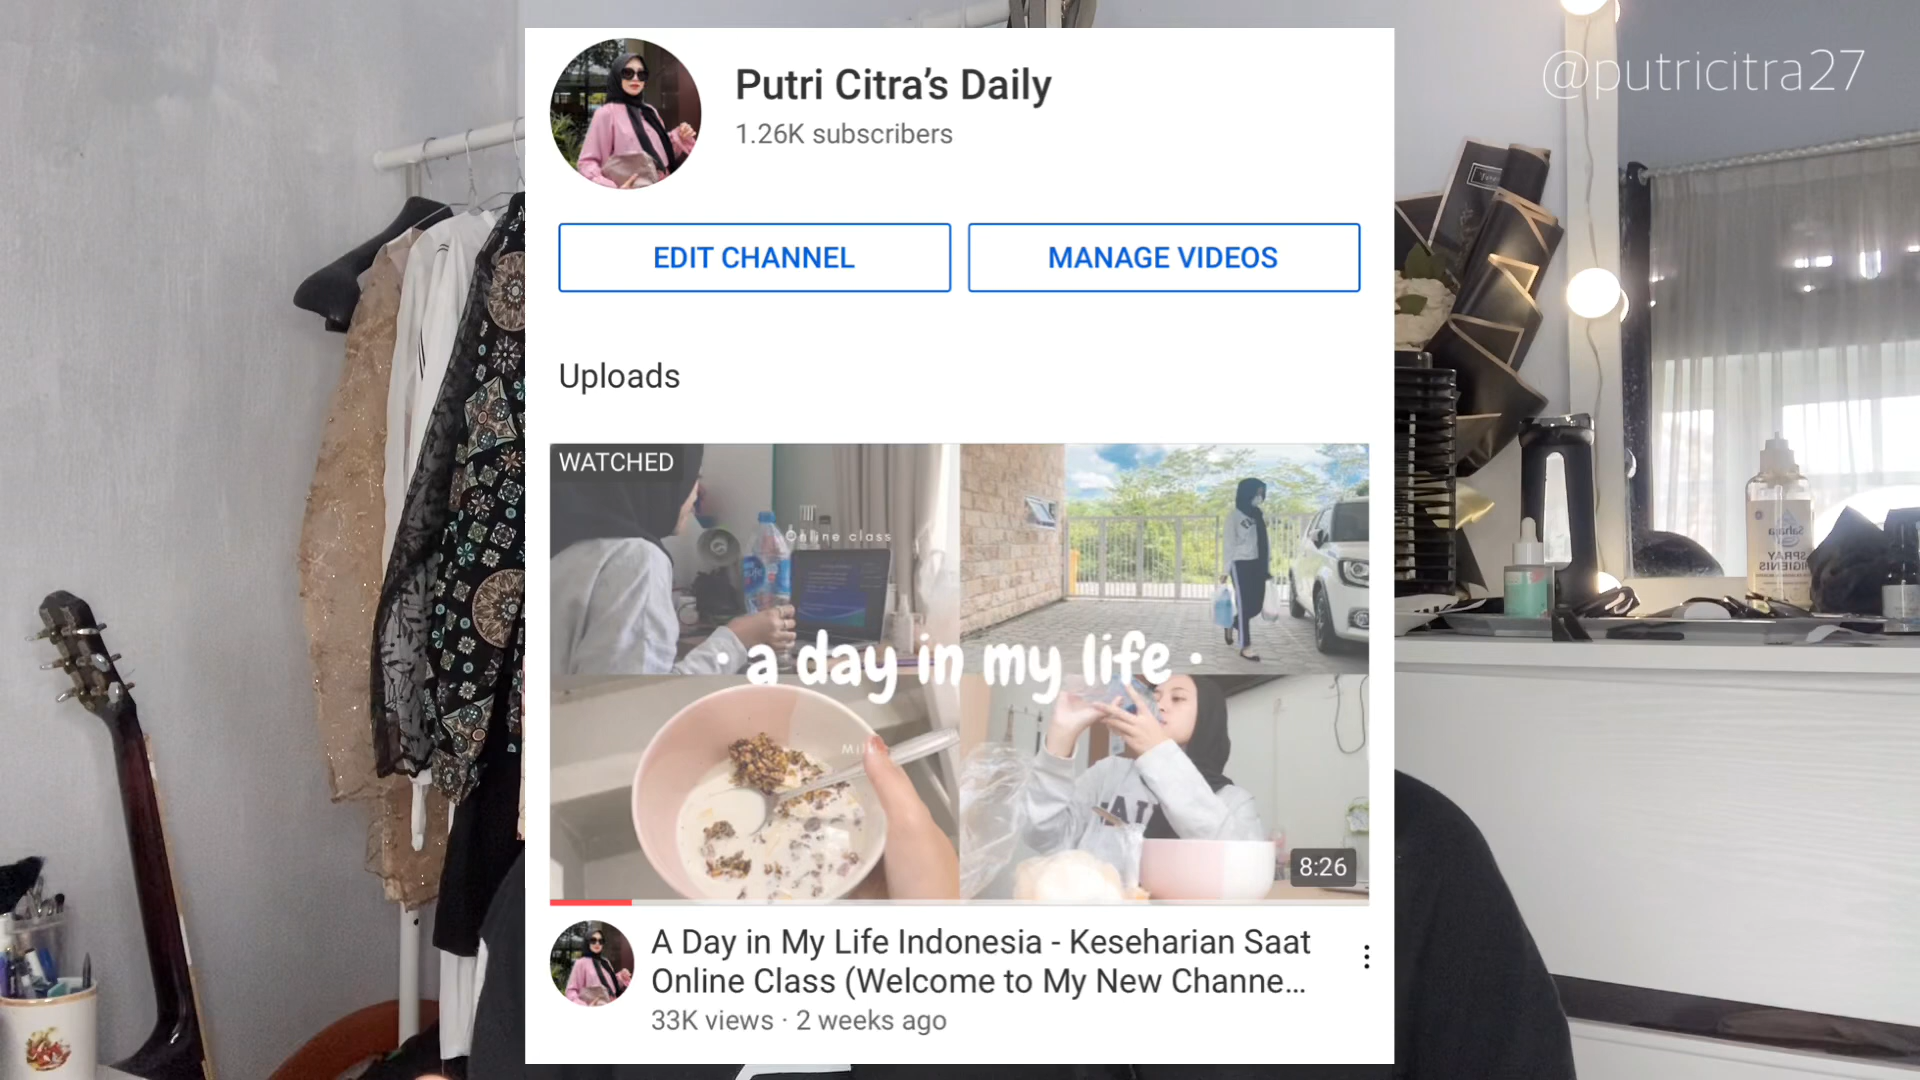 @putricitra27
Putri Citra's Daily
1.26K subscribers
EDIT CHANNEL
MANAGE VIDEOS
Uploads
WATCHED
Online class
• a day in my life •
Milk
8:26
A Day in My Life Indonesia - Keseharian Saat
Online Class (Welcome to My New Channe...
33K views · 2 weeks ago
SPRAY